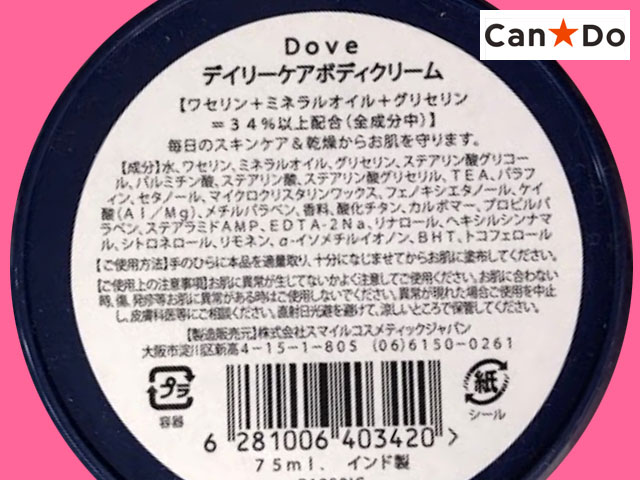 Can★Do
Dove
デイリーケアボディクリーム
【ワセリン＋ミネラルオイル＋グリセリン
＝34％以上配合（全成分中）】
毎日のスキンケア＆乾燥からお肌を守ります。
【成分】水、ワセリン、ミネラルオイル、グリセリン、ステアリン酸グリコー
ル、パルミチン酸、ステアリン酸、ステアリン酸グリセリル、TEA、パラフ
ィン、セタノール、マイクロクリスタリンワックス、フェノキシエタノール、ケイ
酸（Al／Mg）、メチルパラベン、香料、酸化チタン、カルボマー、プロピルパ
ラベン、ステアラミドAMP、EDTA-2Na、リナロール、ヘキシルシンナマ
ル、シトロネロール、リモネン、α-イソメチルイオノン、BHT、トコフェロール
【ご使用方法】手のひらに本品を適量取り、十分になじませてからお肌に塗布してください。
【ご使用上の注意事項】お肌に異常が生じてないかよく注意してご使用ください。お肌に合わない
時、傷、発疹等お肌に異常がある時はご使用しないでください。異常が現れた場合ご使用を中止
し、皮膚科医等にご相談ください。直射日光避を避けて、涼しいところで保管してください。
【製造販売元】株式会社スマイルコスメティックジャパン
大阪市淀川区新高4-15-1-805 （06）6150-0261
プラ
容器
紙
シール
6 281006 403420>
75ml. インド製